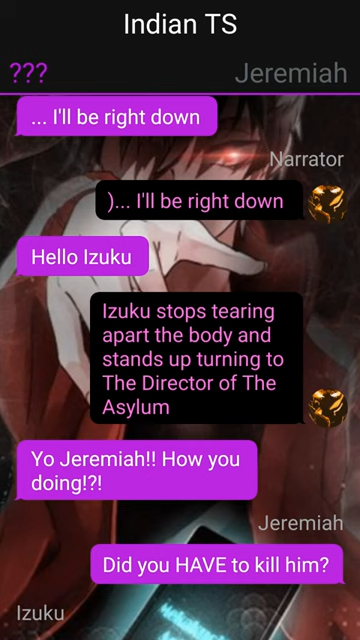 Indian TS
???
Jeremiah
... I'll be right down
Narrator
)... I'll be right down
Hello Izuku
Izuku stops tearing
apart the body and
stands up turning to
The Director of The
Asylum
Yo Jeremiah!! How you
doing!?!
Jeremiah
Did you HAVE to kill him?
Izuku